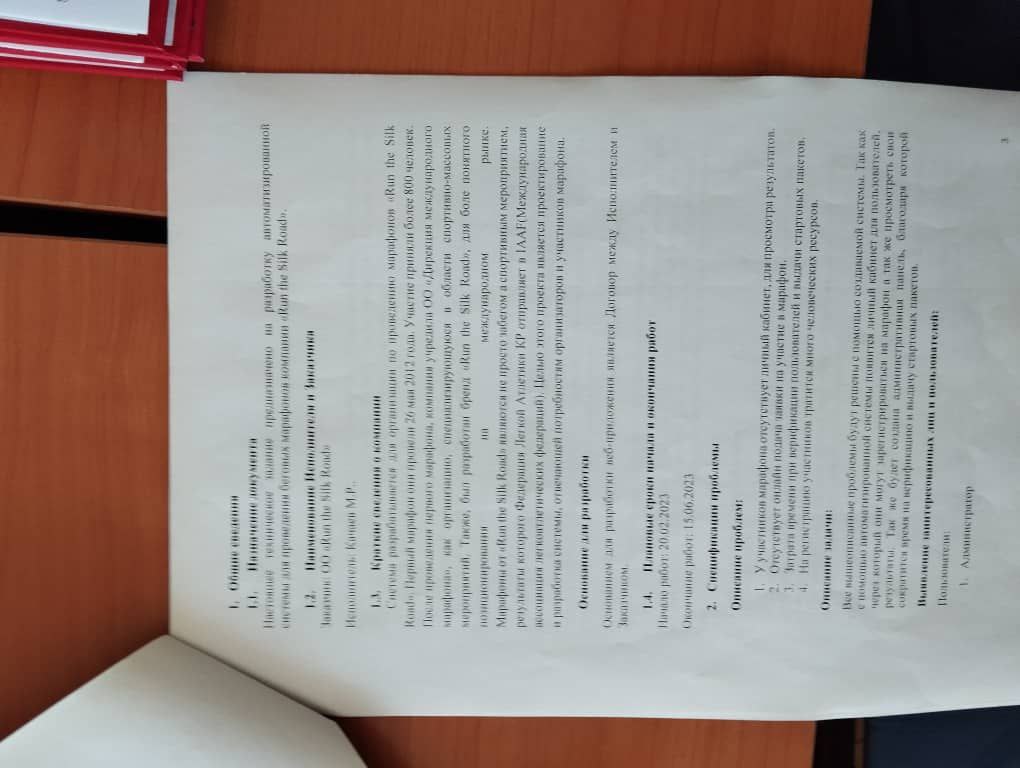 1. Общие сведения
1.1. Назначение документа
Настоящее техническое задание предназначено на разработку автоматизированной
системы для проведения беговых марафонов компании «Run the Silk Road».
1.2. Наименование Исполнителя и Заказчика
Заказчик: ОО «Run the Silk Road»
Исполнитель: Качаев М.Р..
1.3. Краткие сведения о компании
Система разрабатывается для организации по проведению марафонов «Run the Silk
Road». Первый марафон они провели 26 мая 2012 года. Участие приняли более 800 человек.
После проведения первого марафона, компания учредила ОО «Дирекция международного
марафона», как организацию, специализирующуюся в области спортивно-массовых
мероприятий. Также, был разработан бренд «Run the Silk Road», для боле понятного
позиционирования на международном рынке.
Марафоны от «Run the Silk Road» являются не просто забегом а спортивным мероприятием,
результаты которого Федерация Легкой Атлетики КР отправляет в IAAF(Международная
ассоциация легкоатлетических федераций). Целью этого проекта является проектирование
и разработка системы, отвечающей потребностям организаторов и участников марафона.
Основание для разработки
Основанием для разработки веб-приложения является Договор между Исполнителем и
Заказчиком.
1.4. Плановые сроки начала и окончания работ
Начало работ: 20.02.2023
Окончание работ: 15.06.2023
2. Спецификация проблемы
Описание проблем:
1. У участников марафона отсутствует личный кабинет, для просмотра результатов.
2. Отсутствует онлайн подача заявки на участие в марафон.
3. Затрата времени при верификации пользователей и выдачи стартовых пакетов.
4. На регистрацию участников тратится много человеческих ресурсов.
Описание задачи:
Все вышеописанные проблемы будут решены с помощью создаваемой системы. Так как
с помощью автоматизированной системы появится личный кабинет для пользователей,
через который они могут зарегистрироваться на марафон а так же просмотреть свои
результаты. Так же будет создана административная панель, благодаря которой
сократится время на верификацию и выдачу стартовых пакетов.
Выявление заинтересованных лиц и пользователей:
Пользователи:
1. Администратор
3